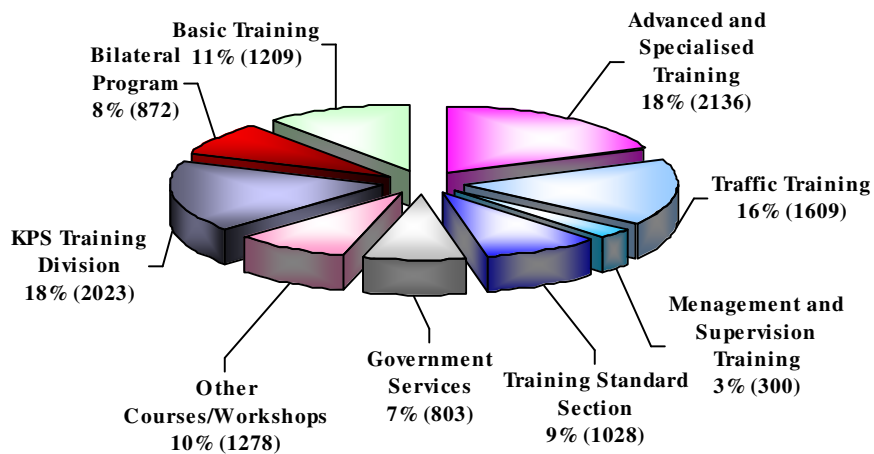 Advanced and
Specialised
Training
18% (2136)
Traffic Training
16% (1609)
Menagement and
Supervision
Training
3% (300)
Training Standard
Section
9% (1028)
Government
Services
7% (803)
Other
Courses/Workshops
10% (1278)
KPS Training
Division
18% (2023)
Bilateral
Program
8% (872)
Basic Training
11% (1209)